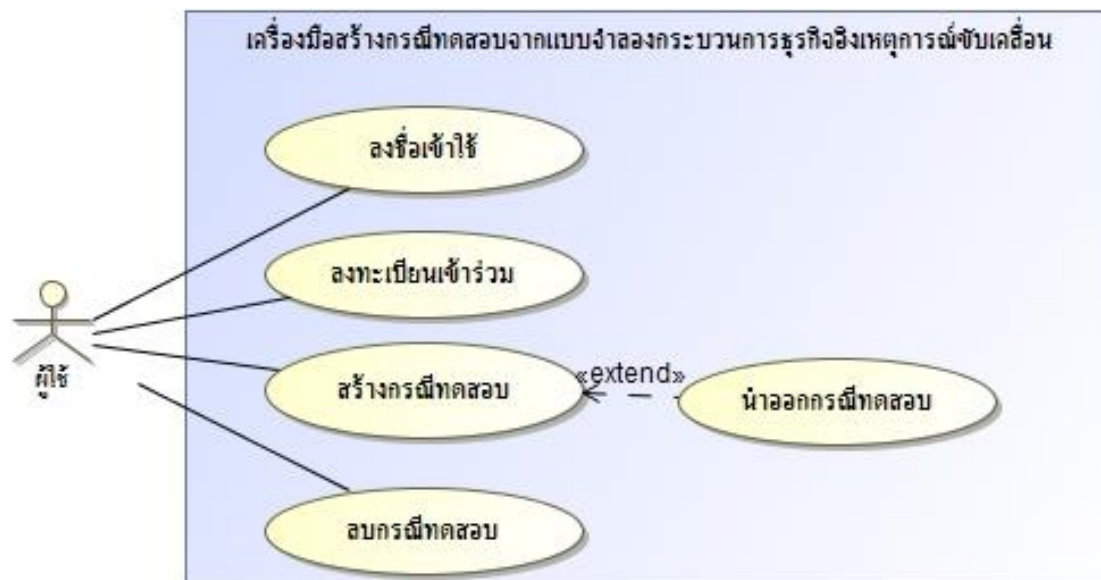 เครื่องมือสร้างกรณีทดสอบจากแบบจำลองกระบวนการธุรกิจอิงเหตุการณ์ขับเคลื่อน
ลงชื่อเข้าใช้
ลงทะเบียนเข้าร่วม
ผู้ใช้
สร้างกรณีทดสอบ
«extend»
นำออกกรณีทดสอบ
ลบกรณีทดสอบ